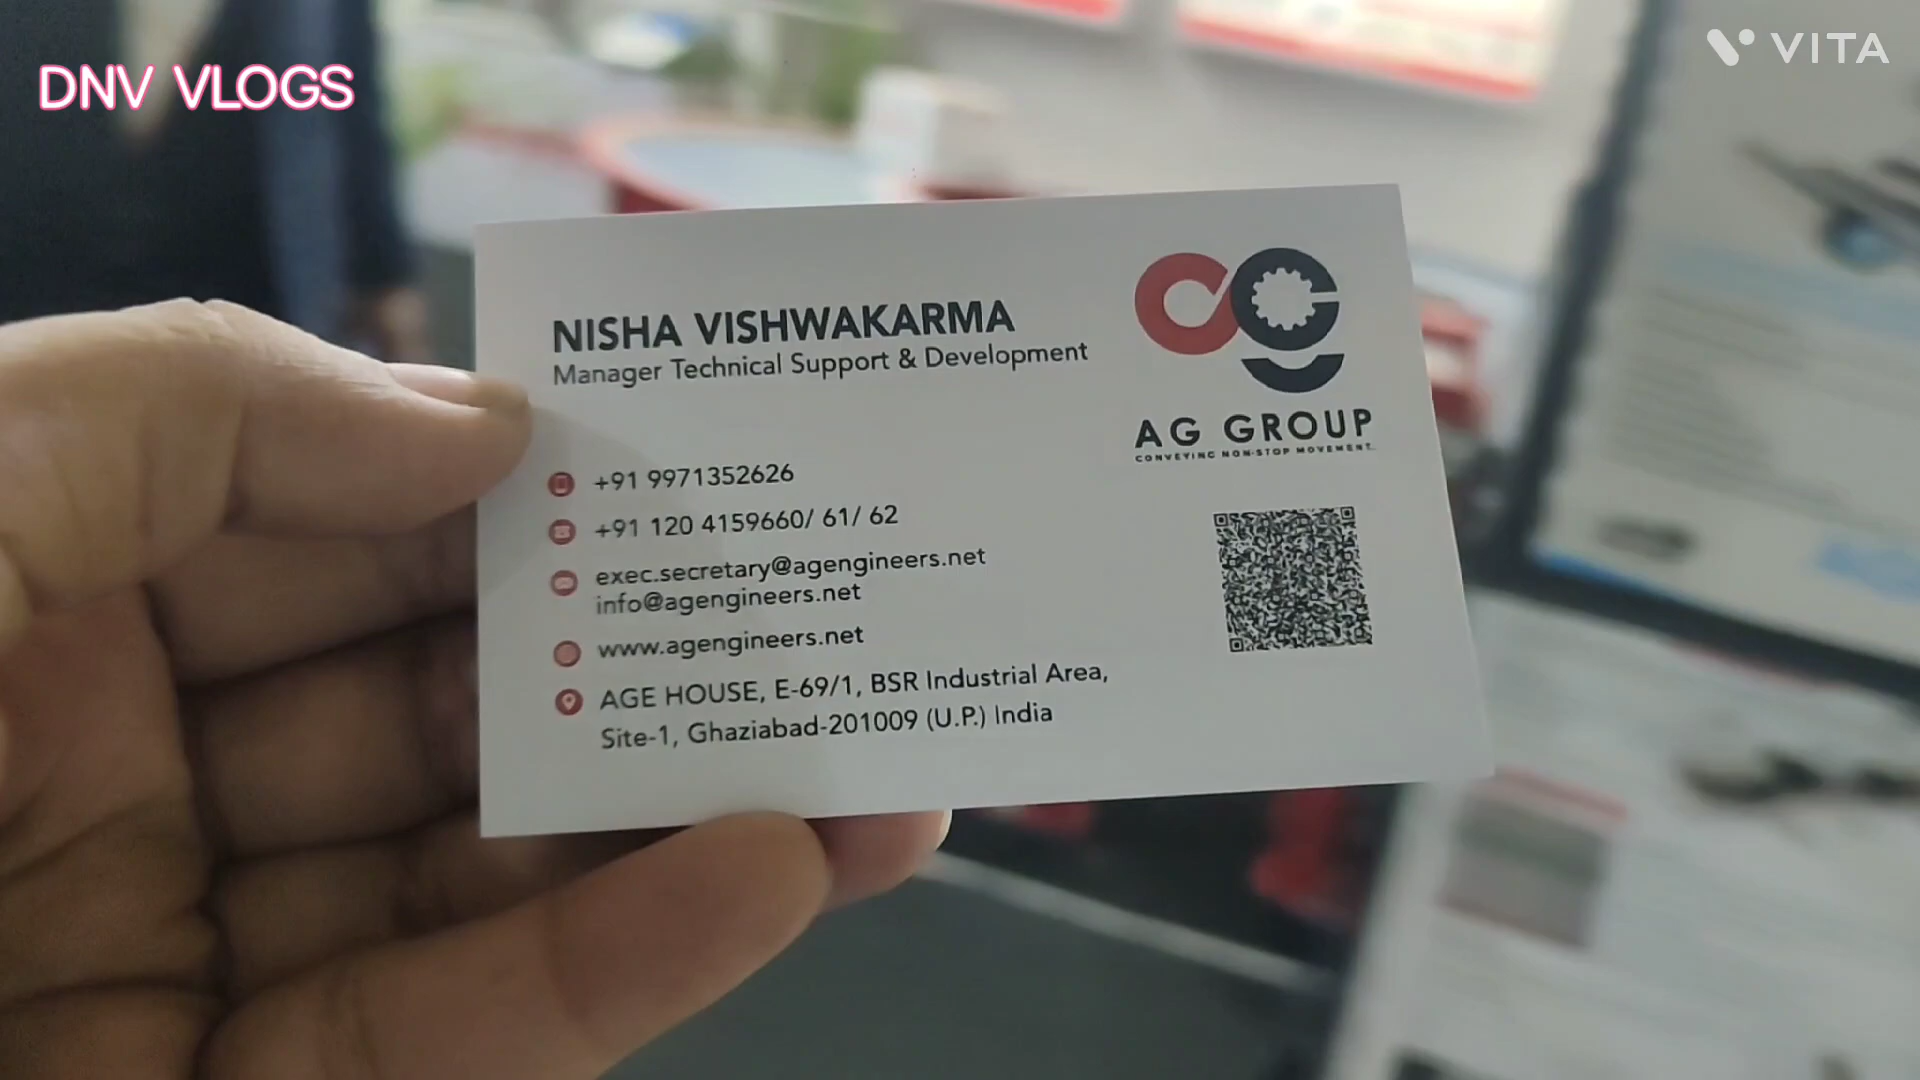 DNV VLOGS
VITA
NISHA VISHWAKARMA
Manager Technical Support & Development
AG GROUP
CONVEYING NON-STOP MOVEMENT..
+91 9971352626
+91 120 4159660/ 61/ 62
exec.secretary@agengineers.net
info@agengineers.net
www.agengineers.net
AGE HOUSE, E-69/1, BSR Industrial Area,
Site-1, Ghaziabad-201009 (U.P.) India